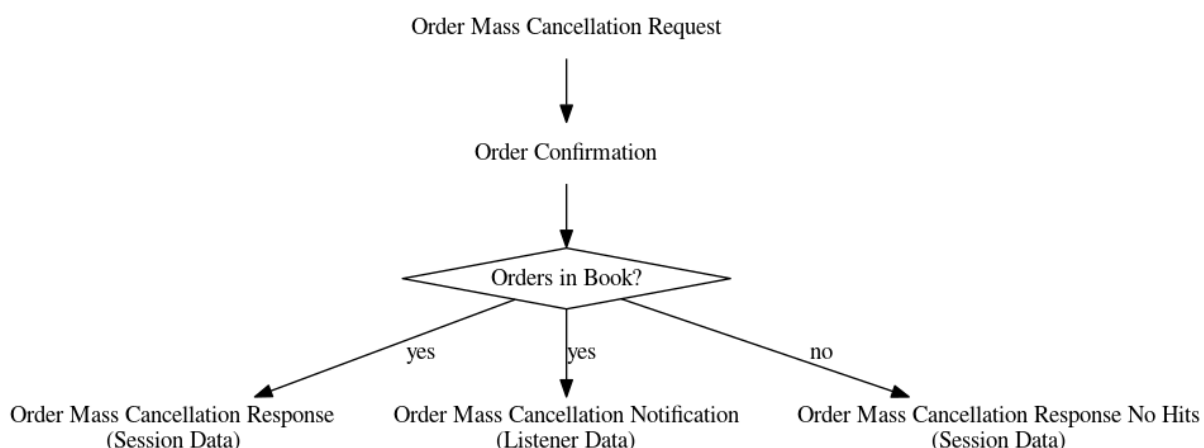 Order Mass Cancellation Request
Order Confirmation
Orders in Book?
yes
yes
no
Order Mass Cancellation Response
(Session Data)
Order Mass Cancellation Notification
(Listener Data)
Order Mass Cancellation Response No Hits
(Session Data)